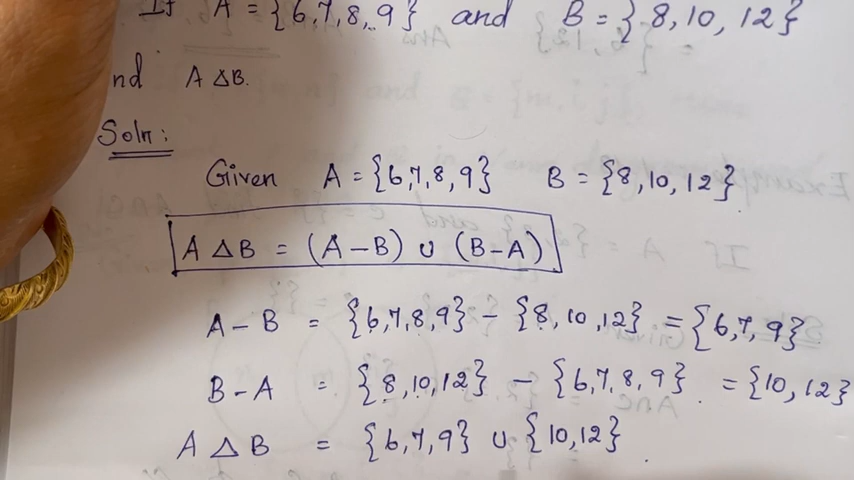 If A = {6,7,8,9} and B = {8,10,12}
nd A Δ B.
Soln:
Given A = {6,7,8,9} B = {8,10,12}
A Δ B = (A – B) ∪ (B – A)
A – B = {6,7,8,9} – {8,10,12} = {6,7,9}
B – A = {8,10,12} – {6,7,8,9} = {10,12}
A Δ B = {6,7,9} ∪ {10,12}